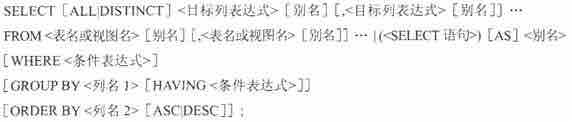 SELECT [ALL|DISTINCT] <目标列表达式> [别名] [,<目标列表达式> [别名]] …
FROM <表名或视图名> [别名] [,<表名或视图名> [别名]] … |(<SELECT 语句>) [AS] <别名>
[WHERE <条件表达式>]
[GROUP BY <列名 1> [HAVING <条件表达式>]]
[ORDER BY <列名 2> [ASC|DESC]] ;